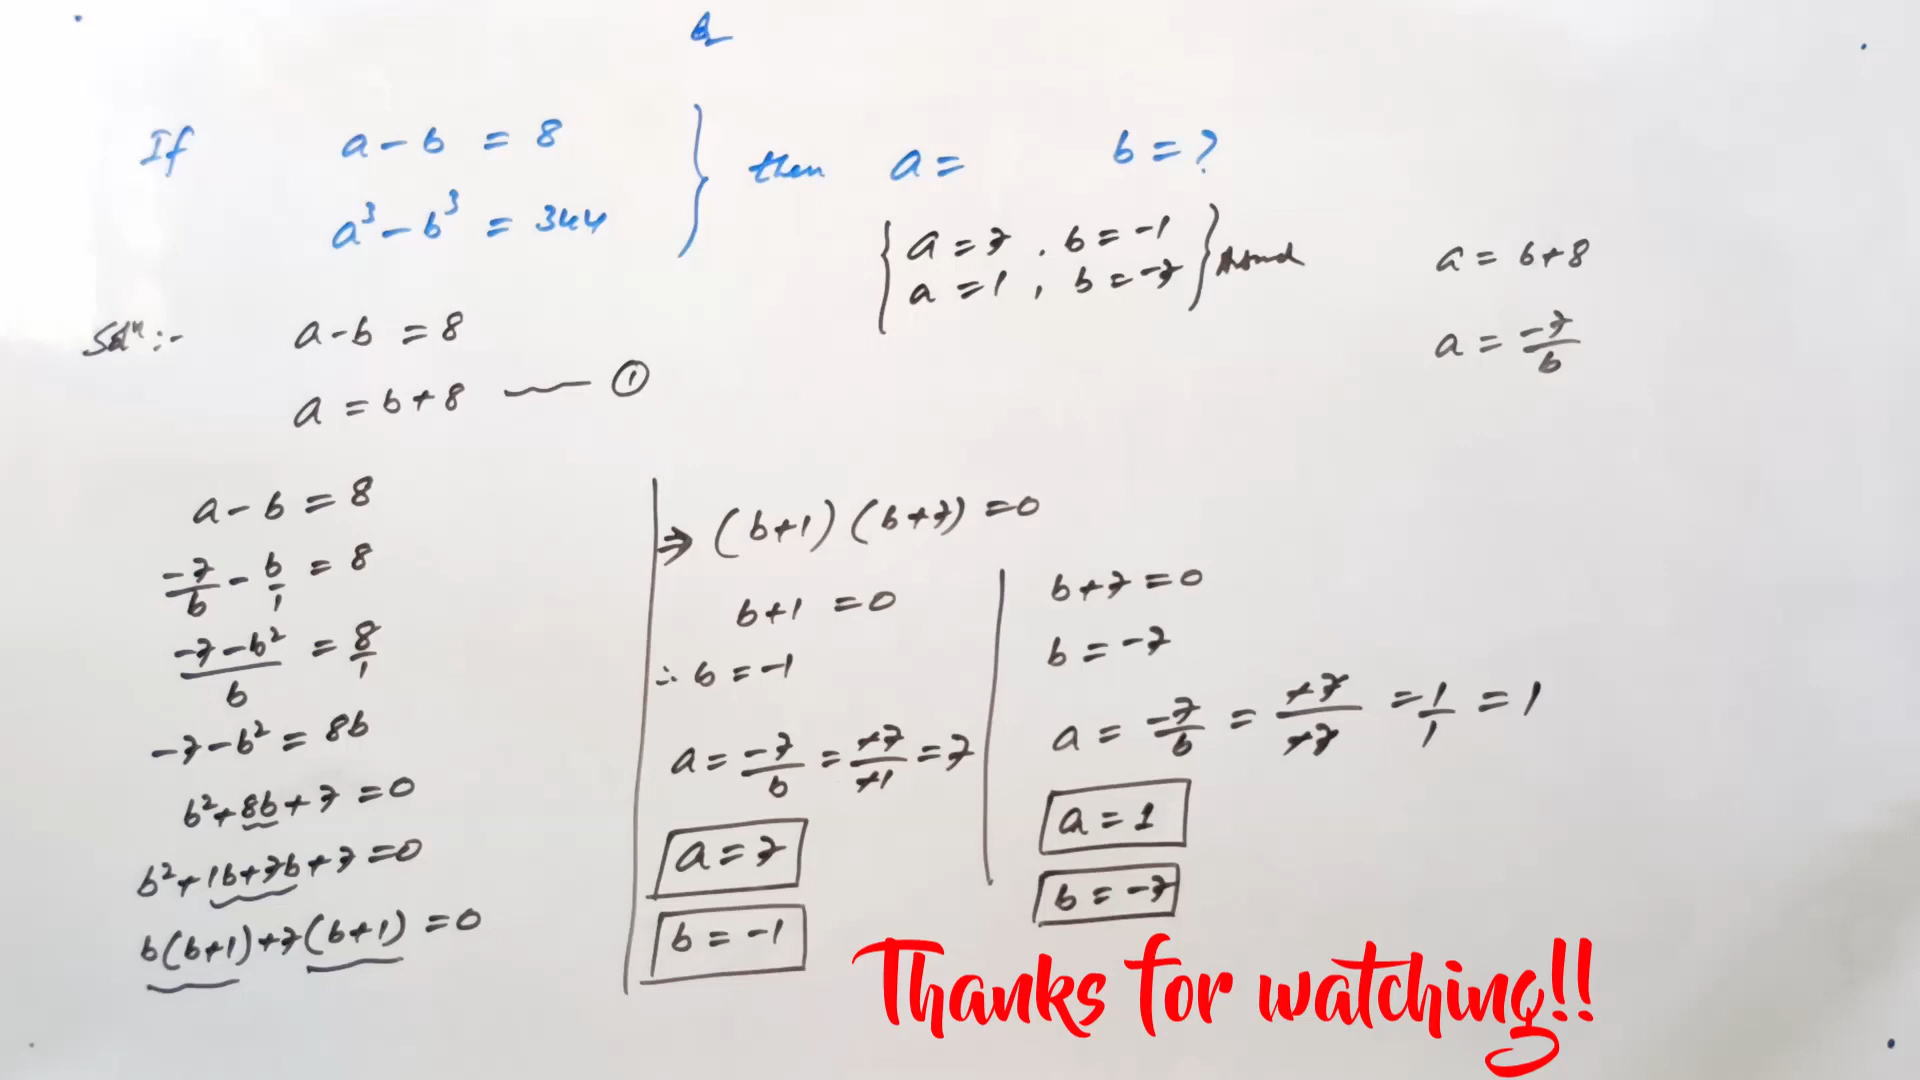 Q
If a - b = 8
a³ - b³ = 344
then a = b = ?
a = 7 . b = -1
a = 1 , b = -7
a = b+8
a = -7/b
Solⁿ :- a - b = 8
a = b + 8 —— ①
a - b = 8
-7/b - b/1 = 8
-7 - b²/b = 8/1
-7 - b² = 8b
b² + 8b + 7 = 0
b² + 1b + 7b + 7 = 0
b(b+1) + 7(b+1) = 0
⇒ (b+1) (b+7) = 0
b+1 = 0
∴ b = -1
a = -7/b = -7/-1 = 7
a = 7
b = -1
b + 7 = 0
b = -7
a = -7/b = -7/-7 = 1/1 = 1
a = 1
b = -7
Thanks for watching!!